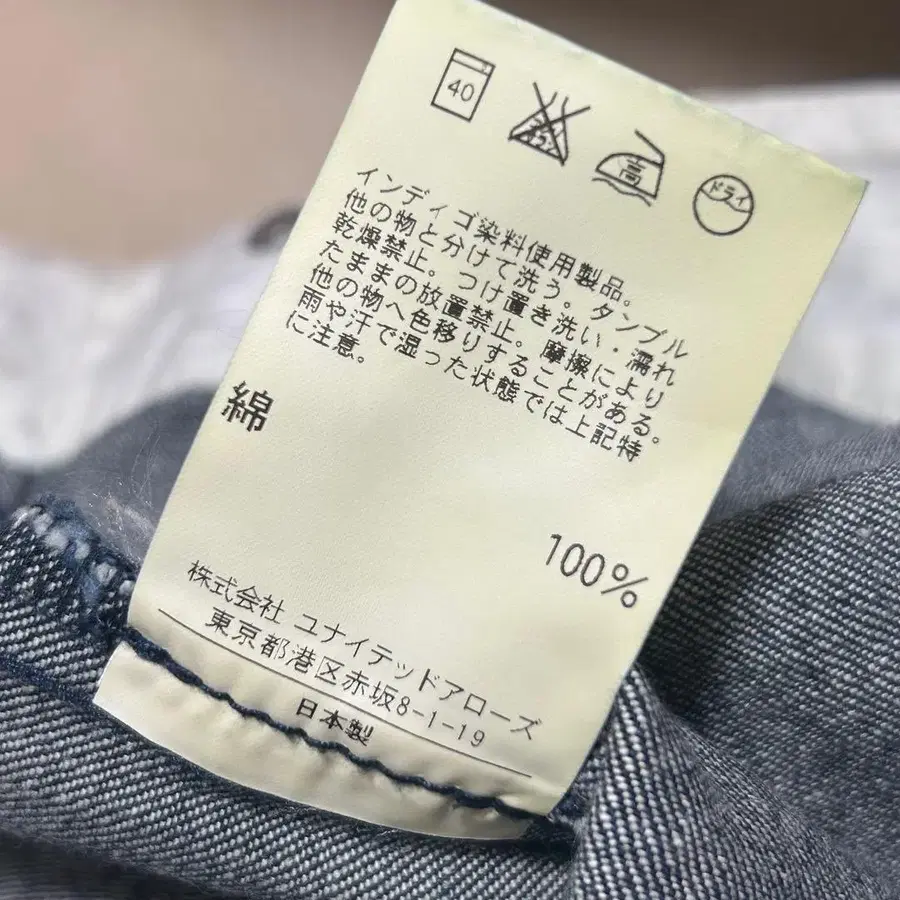 40
エンソサラシ
高
ドライ
インディゴ染料使用製品。
他の物と分けて洗う。タンブル
乾燥禁止。つけ置き洗い・濡れ
たままの放置禁止。摩擦により
他の物へ色移りすることがある。
雨や汗で湿った状態では上記特
に注意。
綿 100%
株式会社 ユナイテッドアローズ
東京都港区赤坂8-1-19
日本製